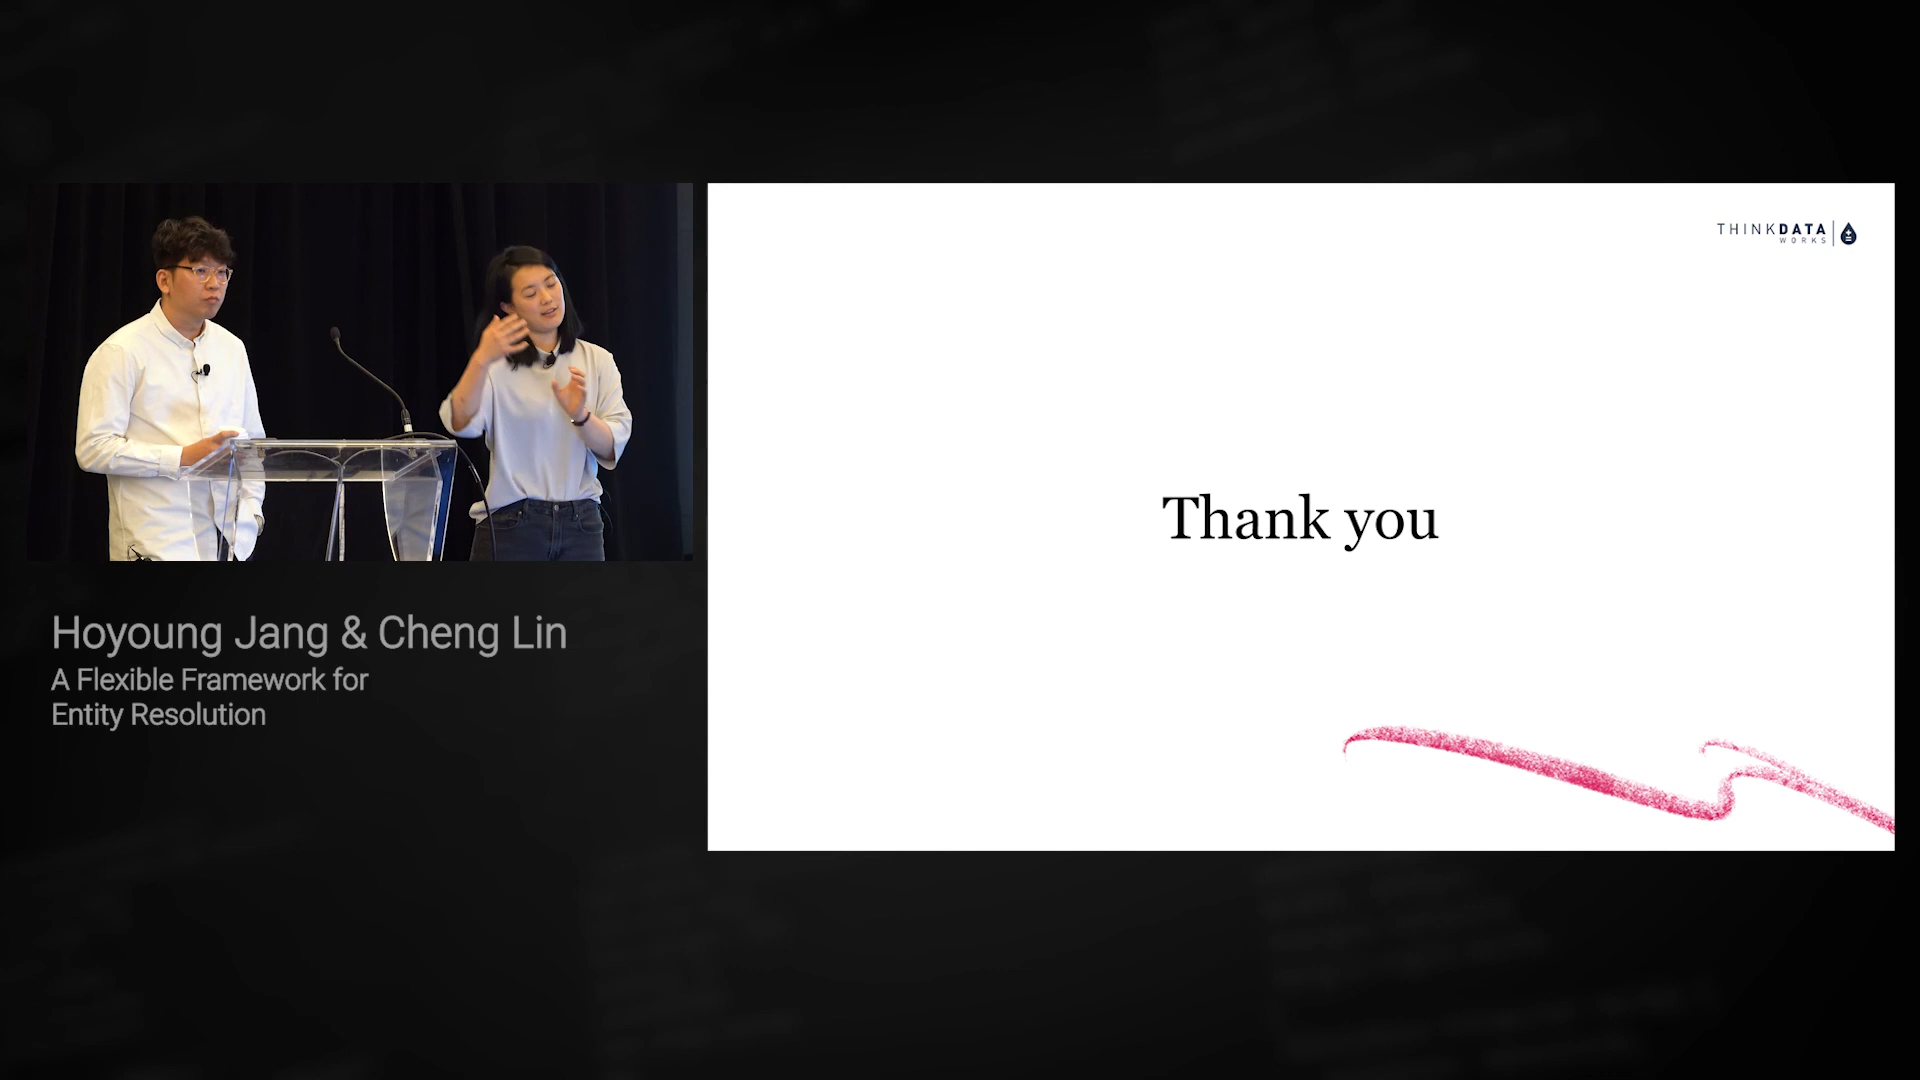 THINKDATA
WORKS
Thank you
Hoyoung Jang & Cheng Lin
A Flexible Framework for
Entity Resolution